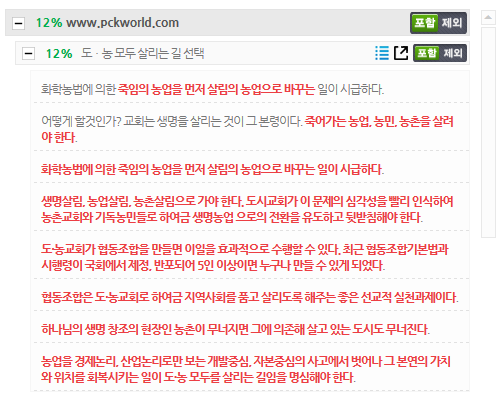 12% www.pckworld.com 포함 제외
12% 도ㆍ농 모두 살리는 길 선택 포함 제외
화학농법에 의한 죽임의 농업을 먼저 살림의 농업으로 바꾸는 일이 시급하다.
어떻게 할것인가? 교회는 생명을 살리는 것이 그 본령이다. 죽어가는 농업, 농민, 농촌을 살려
야 한다.
화학농법에 의한 죽임의 농업을 먼저 살림의 농업으로 바꾸는 일이 시급하다.
생명살림, 농업살림, 농촌살림으로 가야 한다, 도시교회가 이 문제의 심각성을 빨리 인식하여
농촌교회와 기독농민들로 하여금 생명농업 으로의 전환을 유도하고 뒷받침해야 한다.
도·농교회가 협동조합을 만들면 이일을 효과적으로 수행할 수 있다, 최근 협동조합기본법과
시행령이 국회에서 제정, 반포되어 5인 이상이면 누구나 만들 수 있게 되었다.
협동조합은 도·농교회로 하여금 지역사회를 품고 살리도록 해주는 좋은 선교적 실천과제이다.
하나님의 생명 창조의 현장인 농촌이 무너지면 그에 의존해 살고 있는 도시도 무너진다.
농업을 경제논리, 산업논리로만 보는 개발중심, 자본중심의 사고에서 벗어나 그 본연의 가치
와 위치를 회복시키는 일이 도·농 모두를 살리는 길임을 명심해야 한다.